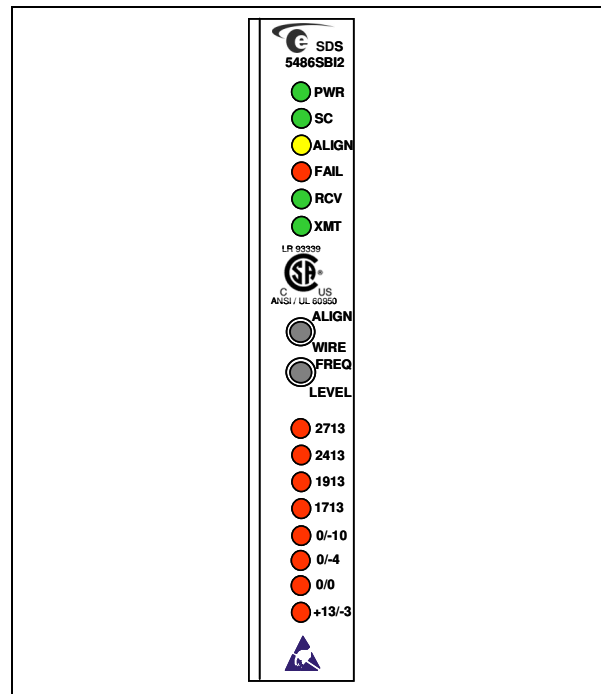 e SDS
5486SBI2
PWR
SC
ALIGN
FAIL
RCV
XMT
LR 93339
SA ®
C US
ANSI / UL 60950
ALIGN
WIRE
FREQ
LEVEL
2713
2413
1913
1713
0/-10
0/-4
0/0
+13/-3